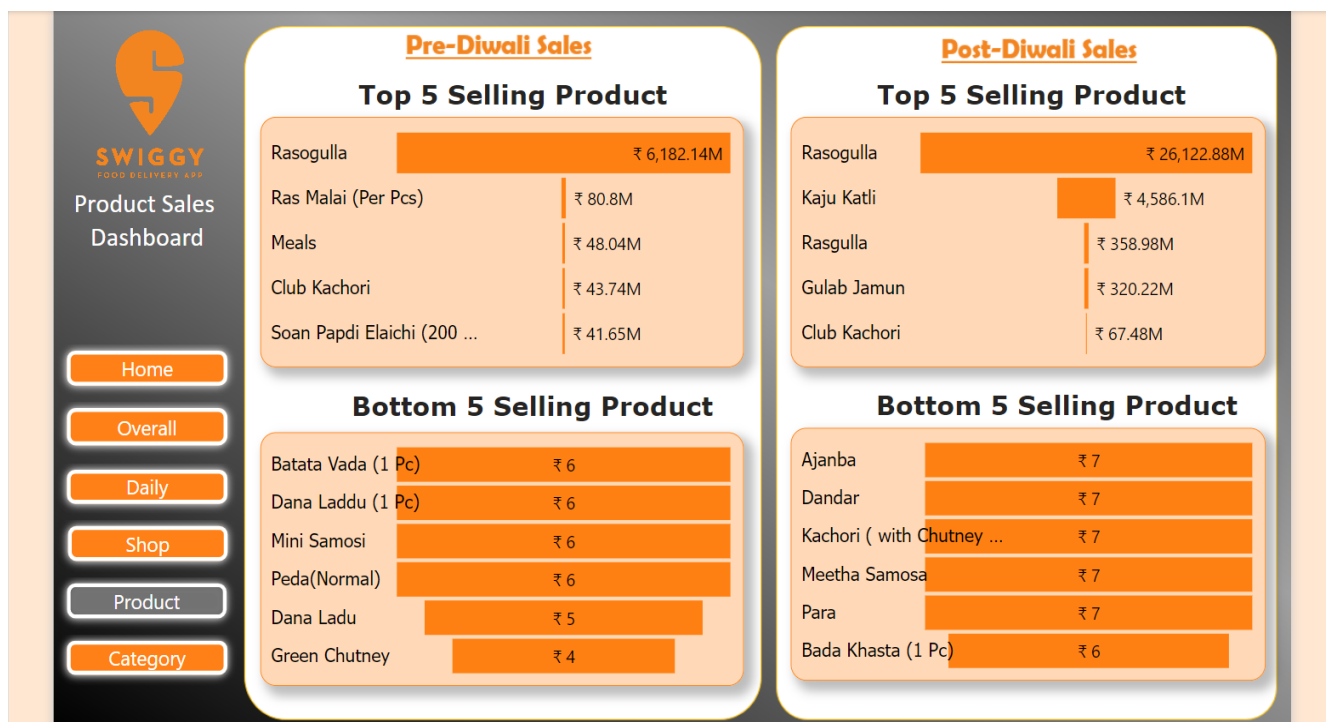 SWIGGY
FOOD DELIVERY APP
Product Sales
Dashboard
Home
Overall
Daily
Shop
Product
Category
Pre-Diwali Sales
Top 5 Selling Product
Rasogulla ₹ 6,182.14M
Ras Malai (Per Pcs) ₹ 80.8M
Meals ₹ 48.04M
Club Kachori ₹ 43.74M
Soan Papdi Elaichi (200 ... ₹ 41.65M
Bottom 5 Selling Product
Batata Vada (1 Pc) ₹ 6
Dana Laddu (1 Pc) ₹ 6
Mini Samosi ₹ 6
Peda(Normal) ₹ 6
Dana Ladu ₹ 5
Green Chutney ₹ 4
Post-Diwali Sales
Top 5 Selling Product
Rasogulla ₹ 26,122.88M
Kaju Katli ₹ 4,586.1M
Rasgulla ₹ 358.98M
Gulab Jamun ₹ 320.22M
Club Kachori ₹ 67.48M
Bottom 5 Selling Product
Ajanba ₹ 7
Dandar ₹ 7
Kachori ( with Chutney ... ₹ 7
Meetha Samosa ₹ 7
Para ₹ 7
Bada Khasta (1 Pc) ₹ 6